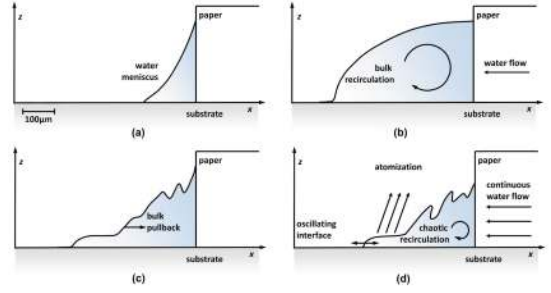 z
paper
water
meniscus
100μm
substrate
x
(a)
z
paper
bulk
recirculation
water flow
substrate
x
(b)
z
paper
bulk
pullback
substrate
x
(c)
z
atomization
paper
continuous
water flow
oscillating
interface
chaotic
recirculation
substrate
x
(d)